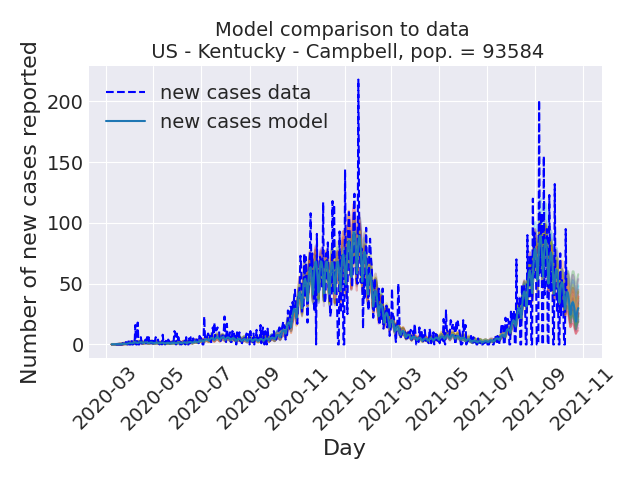 Model comparison to data
US - Kentucky - Campbell, pop. = 93584
Number of new cases reported
200
150
100
50
0
new cases data
new cases model
2020-03
2020-05
2020-07
2020-09
2020-11
2021-01
2021-03
2021-05
2021-07
2021-09
2021-11
Day